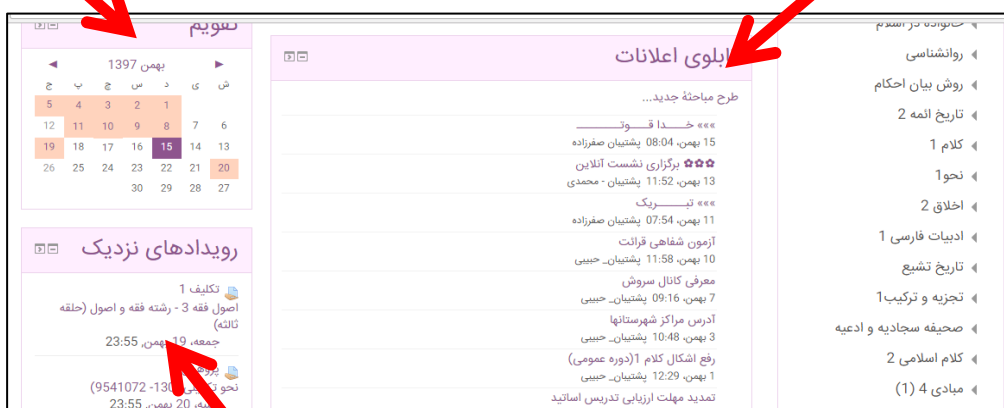 خانواده در اسلام
روانشناسی
روش بیان احکام
تاریخ ائمه 2
کلام 1
نحو1
اخلاق 2
ادبیات فارسی 1
تاریخ تشیع
تجزیه و ترکیب1
صحیفه سجادیه و ادعیه
کلام اسلامی 2
مبادی 4 (1)
تابلوی اعلانات
طرح مباحثهٔ جدید...
»»» خـــدا قـــوتـــــــــ
15 بهمن، 08:04 پشتیبان صفرزاده
✿✿✿ برگزاری نشست آنلاین
13 بهمن، 11:52 پشتیبان - محمدی
»»» تبـــــریک
11 بهمن، 07:54 پشتیبان صفرزاده
آزمون شفاهی قرائت
10 بهمن، 11:58 پشتیبان_ حبیبی
معرفی کانال سروش
7 بهمن، 09:16 پشتیبان_ حبیبی
آدرس مراکز شهرستانها
3 بهمن، 10:48 پشتیبان_ حبیبی
رفع اشکال کلام 1(دوره عمومی)
1 بهمن، 12:29 پشتیبان_ حبیبی
تمدید مهلت ارزیابی تدریس اساتید
تقویم
◄ بهمن 1397 ►
ش ی د س چ پ ج
1 2 3 4 5
6 7 8 9 10 11 12
13 14 15 16 17 18 19
20 21 22 23 24 25 26
27 28 29 30
رویدادهای نزدیک
تکلیف 1
اصول فقه 3 - رشته فقه و اصول (حلقه
ثالثه)
جمعه، 19 بهمن, 23:55
نحو 130- 9541072)
20 بهمن، 23:55